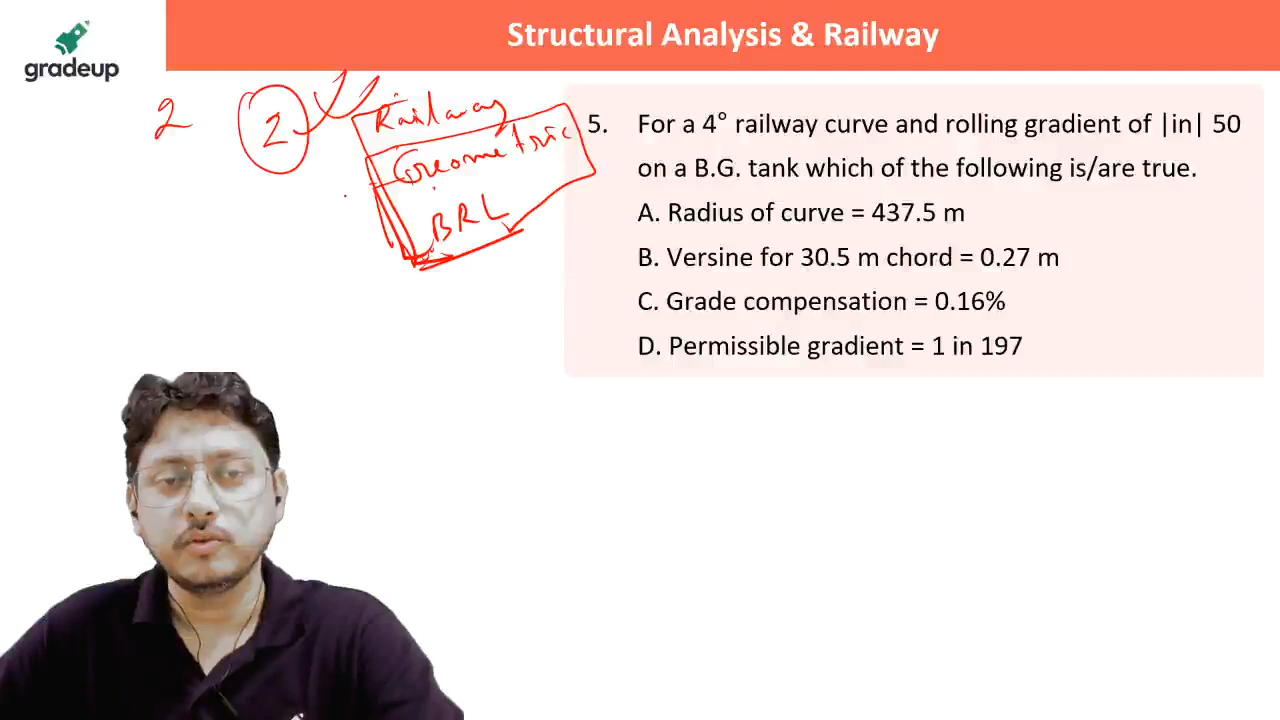 Structural Analysis & Railway
gradeup
2
2
Railway
Geometric
BRL
5. For a 4° railway curve and rolling gradient of |in| 50
on a B.G. tank which of the following is/are true.
A. Radius of curve = 437.5 m
B. Versine for 30.5 m chord = 0.27 m
C. Grade compensation = 0.16%
D. Permissible gradient = 1 in 197